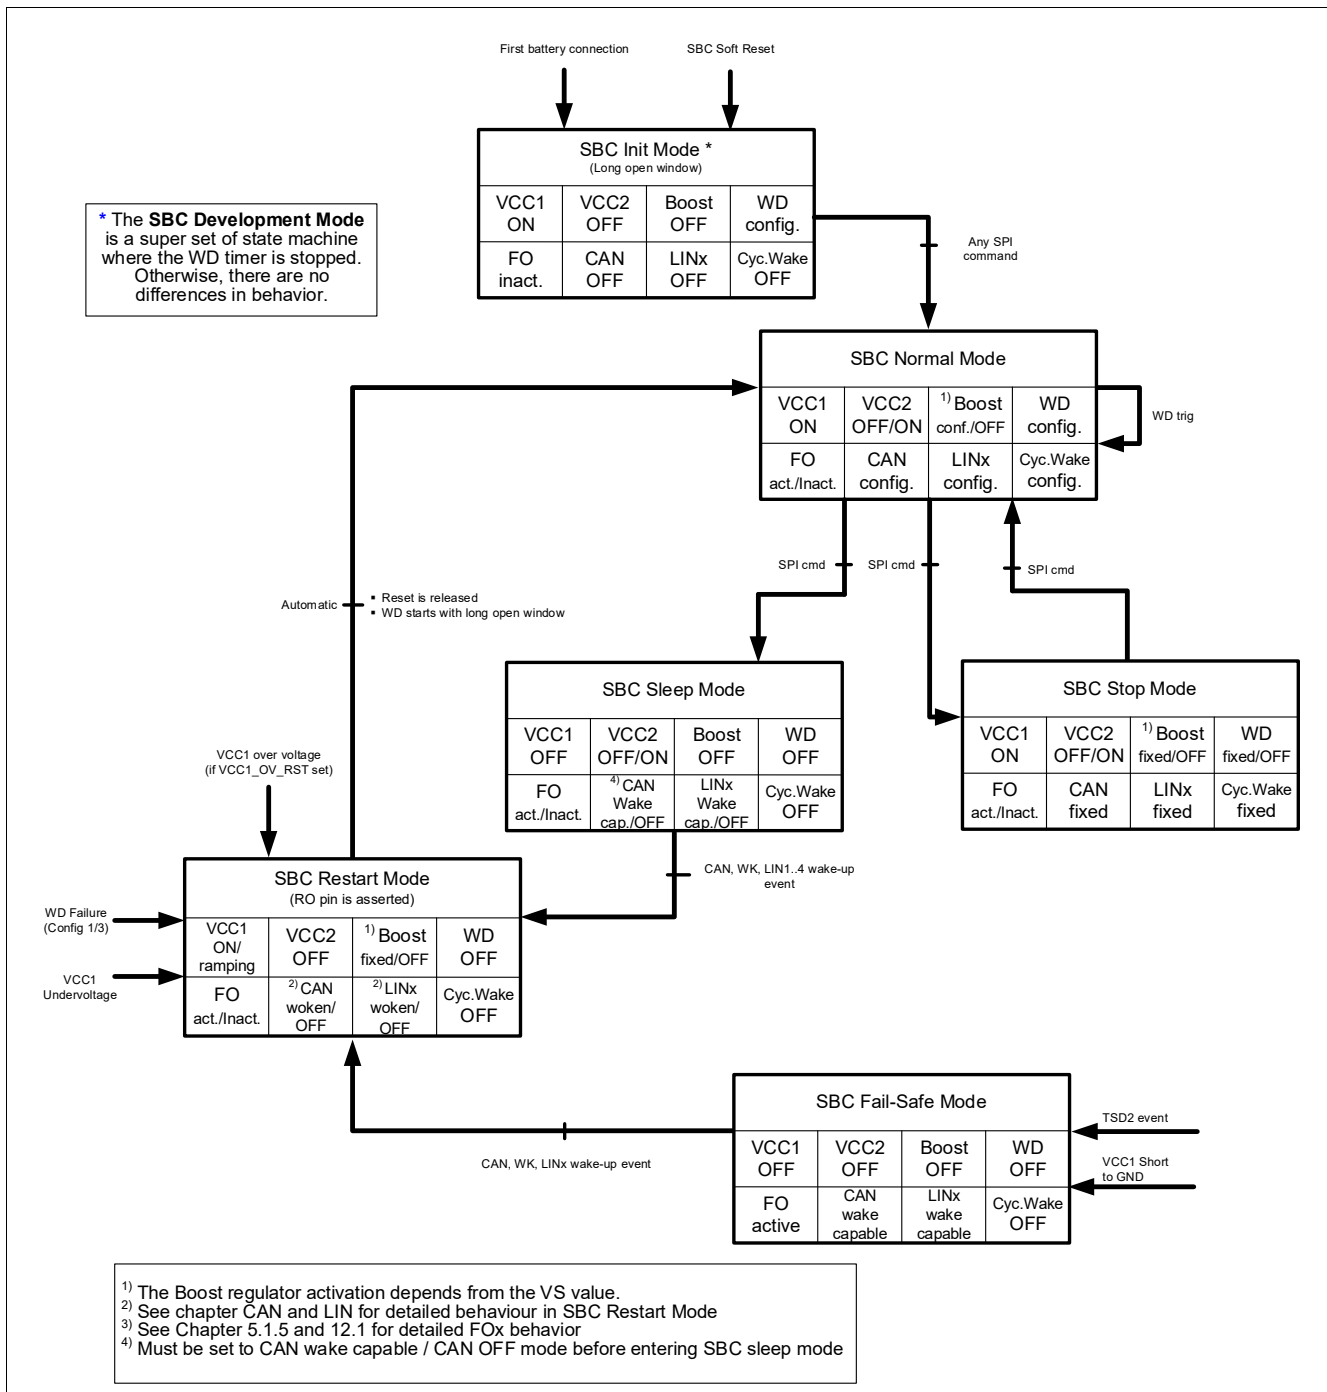 First battery connection
SBC Soft Reset
SBC Init Mode *
(Long open window)
VCC1
ON
VCC2
OFF
Boost
OFF
WD
config.
FO
inact.
CAN
OFF
LINx
OFF
Cyc.Wake
OFF
* The SBC Development Mode
is a super set of state machine
where the WD timer is stopped.
Otherwise, there are no
differences in behavior.
Any SPI
command
SBC Normal Mode
VCC1
ON
VCC2
OFF/ON
1) Boost
conf./OFF
WD
config.
FO
act./Inact.
CAN
config.
LINx
config.
Cyc.Wake
config.
WD trig
SPI cmd
SPI cmd
SPI cmd
Automatic
▪ Reset is released
▪ WD starts with long open window
SBC Sleep Mode
VCC1
OFF
VCC2
OFF/ON
Boost
OFF
WD
OFF
FO
act./Inact.
4) CAN
Wake
cap./OFF
LINx
Wake
cap./OFF
Cyc.Wake
OFF
SBC Stop Mode
VCC1
ON
VCC2
OFF/ON
1) Boost
fixed/OFF
WD
fixed/OFF
FO
act./Inact.
CAN
fixed
LINx
fixed
Cyc.Wake
fixed
VCC1 over voltage
(if VCC1_OV_RST set)
CAN, WK, LIN1..4 wake-up
event
SBC Restart Mode
(RO pin is asserted)
VCC1
ON/
ramping
VCC2
OFF
1) Boost
fixed/OFF
WD
OFF
FO
act./Inact.
2) CAN
woken/
OFF
2) LINx
woken/
OFF
Cyc.Wake
OFF
WD Failure
(Config 1/3)
VCC1
Undervoltage
CAN, WK, LINx wake-up event
SBC Fail-Safe Mode
VCC1
OFF
VCC2
OFF
Boost
OFF
WD
OFF
FO
active
CAN
wake
capable
LINx
wake
capable
Cyc.Wake
OFF
TSD2 event
VCC1 Short
to GND
1) The Boost regulator activation depends from the VS value.
2) See chapter CAN and LIN for detailed behaviour in SBC Restart Mode
3) See Chapter 5.1.5 and 12.1 for detailed FOx behavior
4) Must be set to CAN wake capable / CAN OFF mode before entering SBC sleep mode